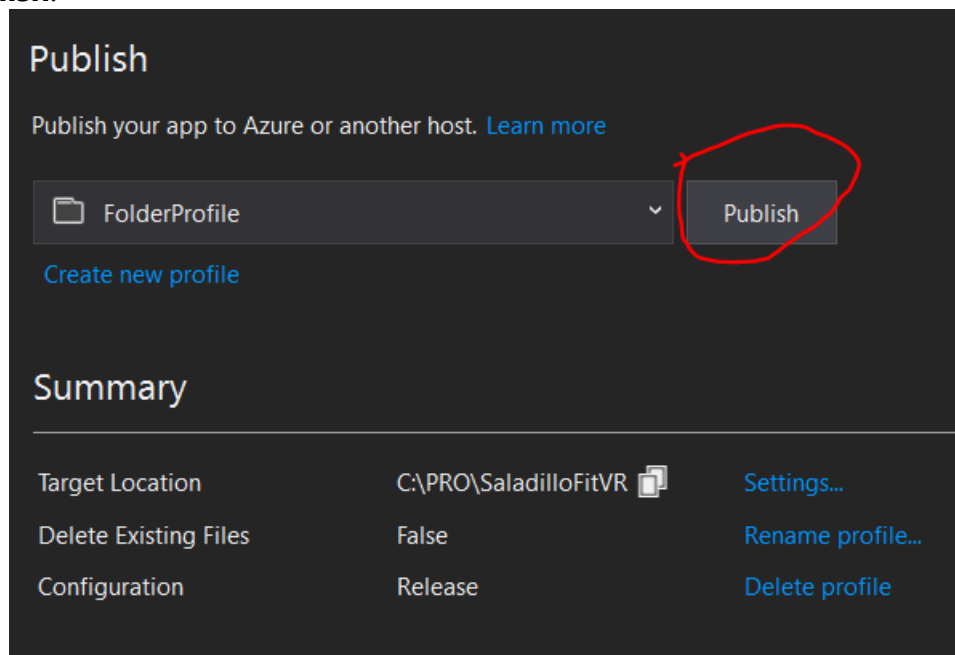 Publish
Publish your app to Azure or another host. Learn more
FolderProfile Publish
Create new profile
Summary
Target Location C:\PRO\SaladilloFitVR Settings...
Delete Existing Files False Rename profile...
Configuration Release Delete profile